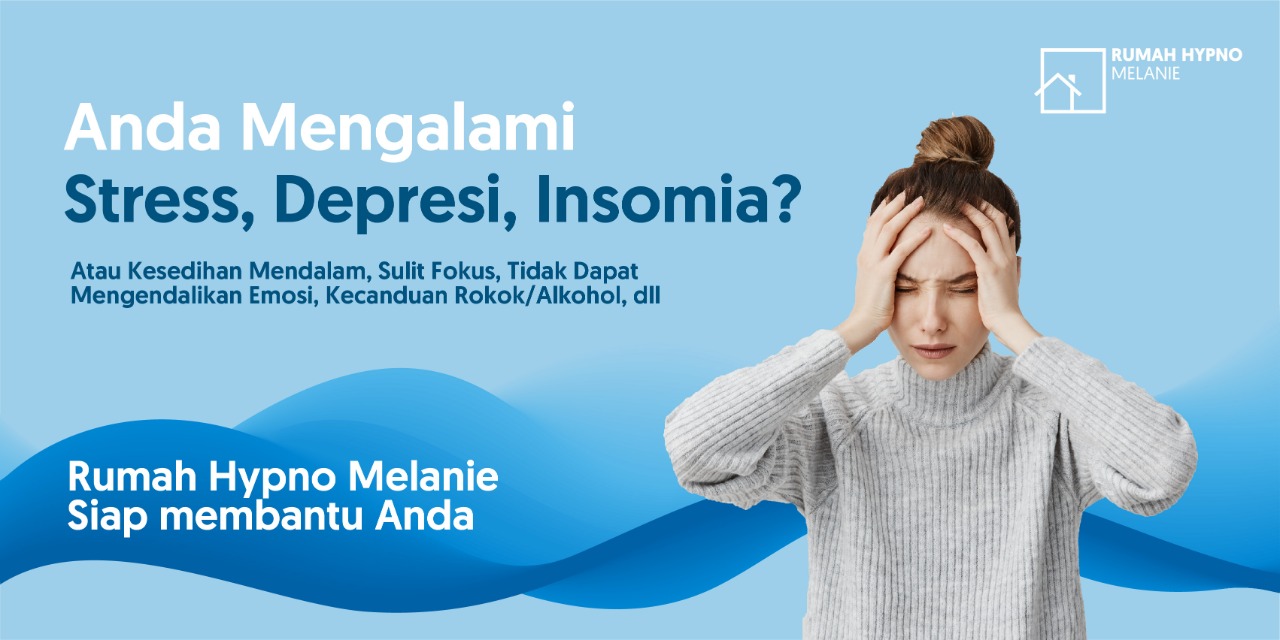 RUMAH HYPNO
MELANIE
Anda Mengalami
Stress, Depresi, Insomia?
Atau Kesedihan Mendalam, Sulit Fokus, Tidak Dapat
Mengendalikan Emosi, Kecanduan Rokok/Alkohol, dll
Rumah Hypno Melanie
Siap membantu Anda